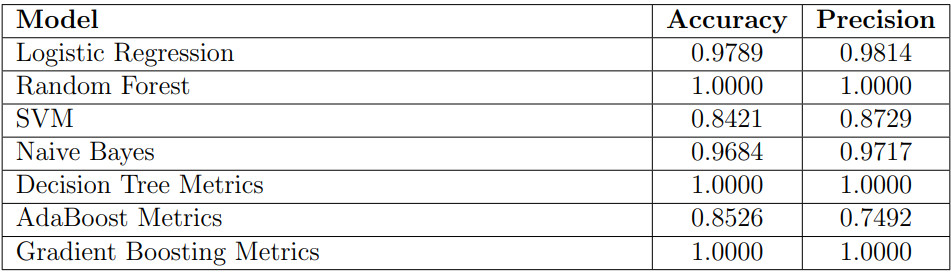 Model Accuracy Precision
Logistic Regression 0.9789 0.9814
Random Forest 1.0000 1.0000
SVM 0.8421 0.8729
Naive Bayes 0.9684 0.9717
Decision Tree Metrics 1.0000 1.0000
AdaBoost Metrics 0.8526 0.7492
Gradient Boosting Metrics 1.0000 1.0000